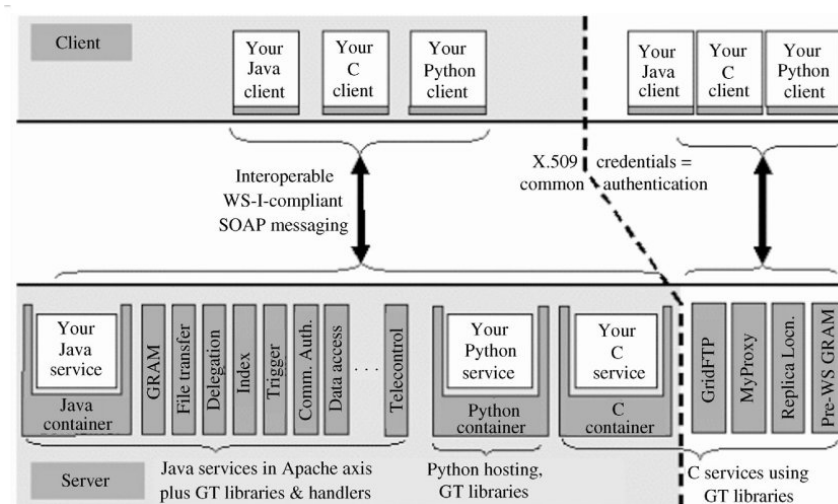 Client
Your
Java
client
Your
C
client
Your
Python
client
Your
Java
client
Your
C
client
Your
Python
client
Interoperable
WS-I-compliant
SOAP messaging
X.509
common
credentials =
authentication
Your
Java
service
Java
container
GRAM
File transfer
Delegation
Index
Trigger
Comm. Auth.
Data access
. . .
Telecontrol
Your
Python
service
Python
container
Your
C
service
C
container
GridFTP
MyProxy
Replica Locn.
Pre-WS GRAM
Server
Java services in Apache axis
plus GT libraries & handlers
Python hosting,
GT libraries
C services using
GT libraries